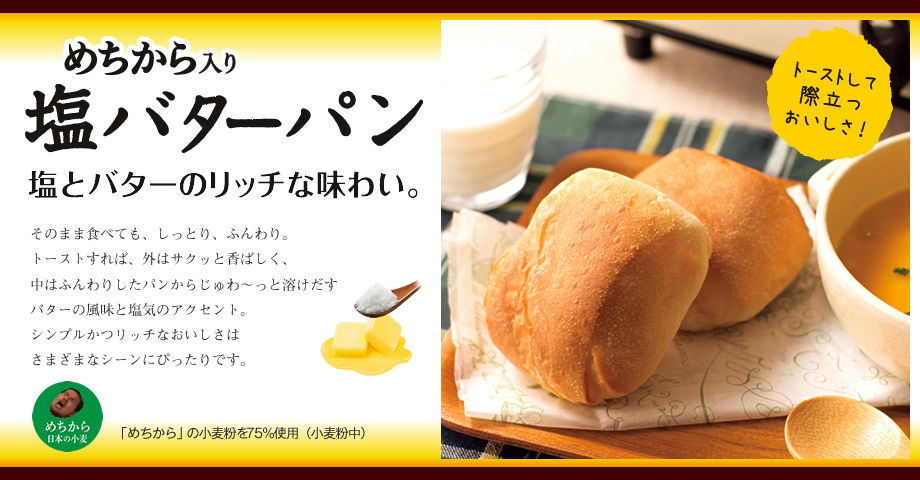 めちから入り
塩バターパン
塩とバターのリッチな味わい。
そのまま食べても、しっとり、ふんわり。
トーストすれば、外はサクッと香ばしく、
中はふんわりしたパンからじゅわ〜っと溶けだす
バターの風味と塩気のアクセント。
シンプルかつリッチなおいしさは
さまざまなシーンにぴったりです。
めちから
日本の小麦
「めちから」の小麦粉を75%使用（小麦粉中）
トーストして
際立つ
おいしさ！